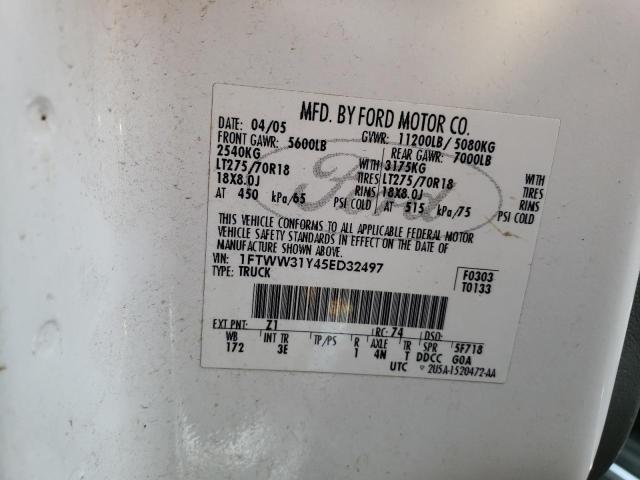 MFD. BY FORD MOTOR CO.
DATE: 04/05 GVWR: 11200LB/ 5080KG
FRONT GAWR: 5600LB REAR GAWR: 7000LB
2540KG WITH 3175KG WITH
LT275/70R18 TIRES LT275/70R18 TIRES
18X8.0J RIMS 18X8.0J RIMS
AT 450 kPa/65 PSI COLD AT 515 kPa/75 PSI COLD
Ford
THIS VEHICLE CONFORMS TO ALL APPLICABLE FEDERAL MOTOR
VEHICLE SAFETY STANDARDS IN EFFECT ON THE DATE OF
MANUFACTURE SHOWN ABOVE.
VIN: 1FTWW31Y45ED32497
TYPE: TRUCK
F0303
T0133
EXT PNT: Z1 RC: 74 DSO:
WB INT TR TP/PS R AXLE TR SPR 5F718
172 3E 1 4N T DDCC G0A
UTC 2U5A-1520472-AA